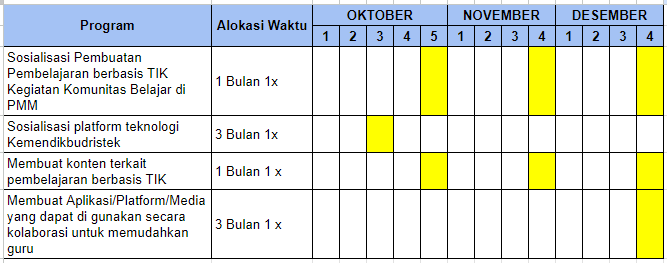 Program Alokasi Waktu OKTOBER NOVEMBER DESEMBER
1 2 3 4 5 1 2 3 4 1 2 3 4
Sosialisasi Pembuatan
Pembelajaran berbasis TIK
Kegiatan Komunitas Belajar di
PMM
1 Bulan 1x
Sosialisasi platform teknologi
Kemendikbudristek
3 Bulan 1x
Membuat konten terkait
pembelajaran berbasis TIK
1 Bulan 1 x
Membuat Aplikasi/Platform/Media
yang dapat di gunakan secara
kolaborasi untuk memudahkan
guru
3 Bulan 1 x